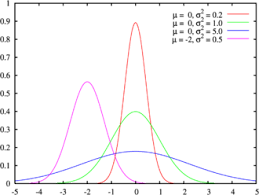 μ = 0, σ² = 0.2
μ = 0, σ² = 1.0
μ = 0, σ² = 5.0
μ = -2, σ² = 0.5
1
0.8
0.6
0.4
0.2
0
-5 -4 -3 -2 -1 0 1 2 3 4 5